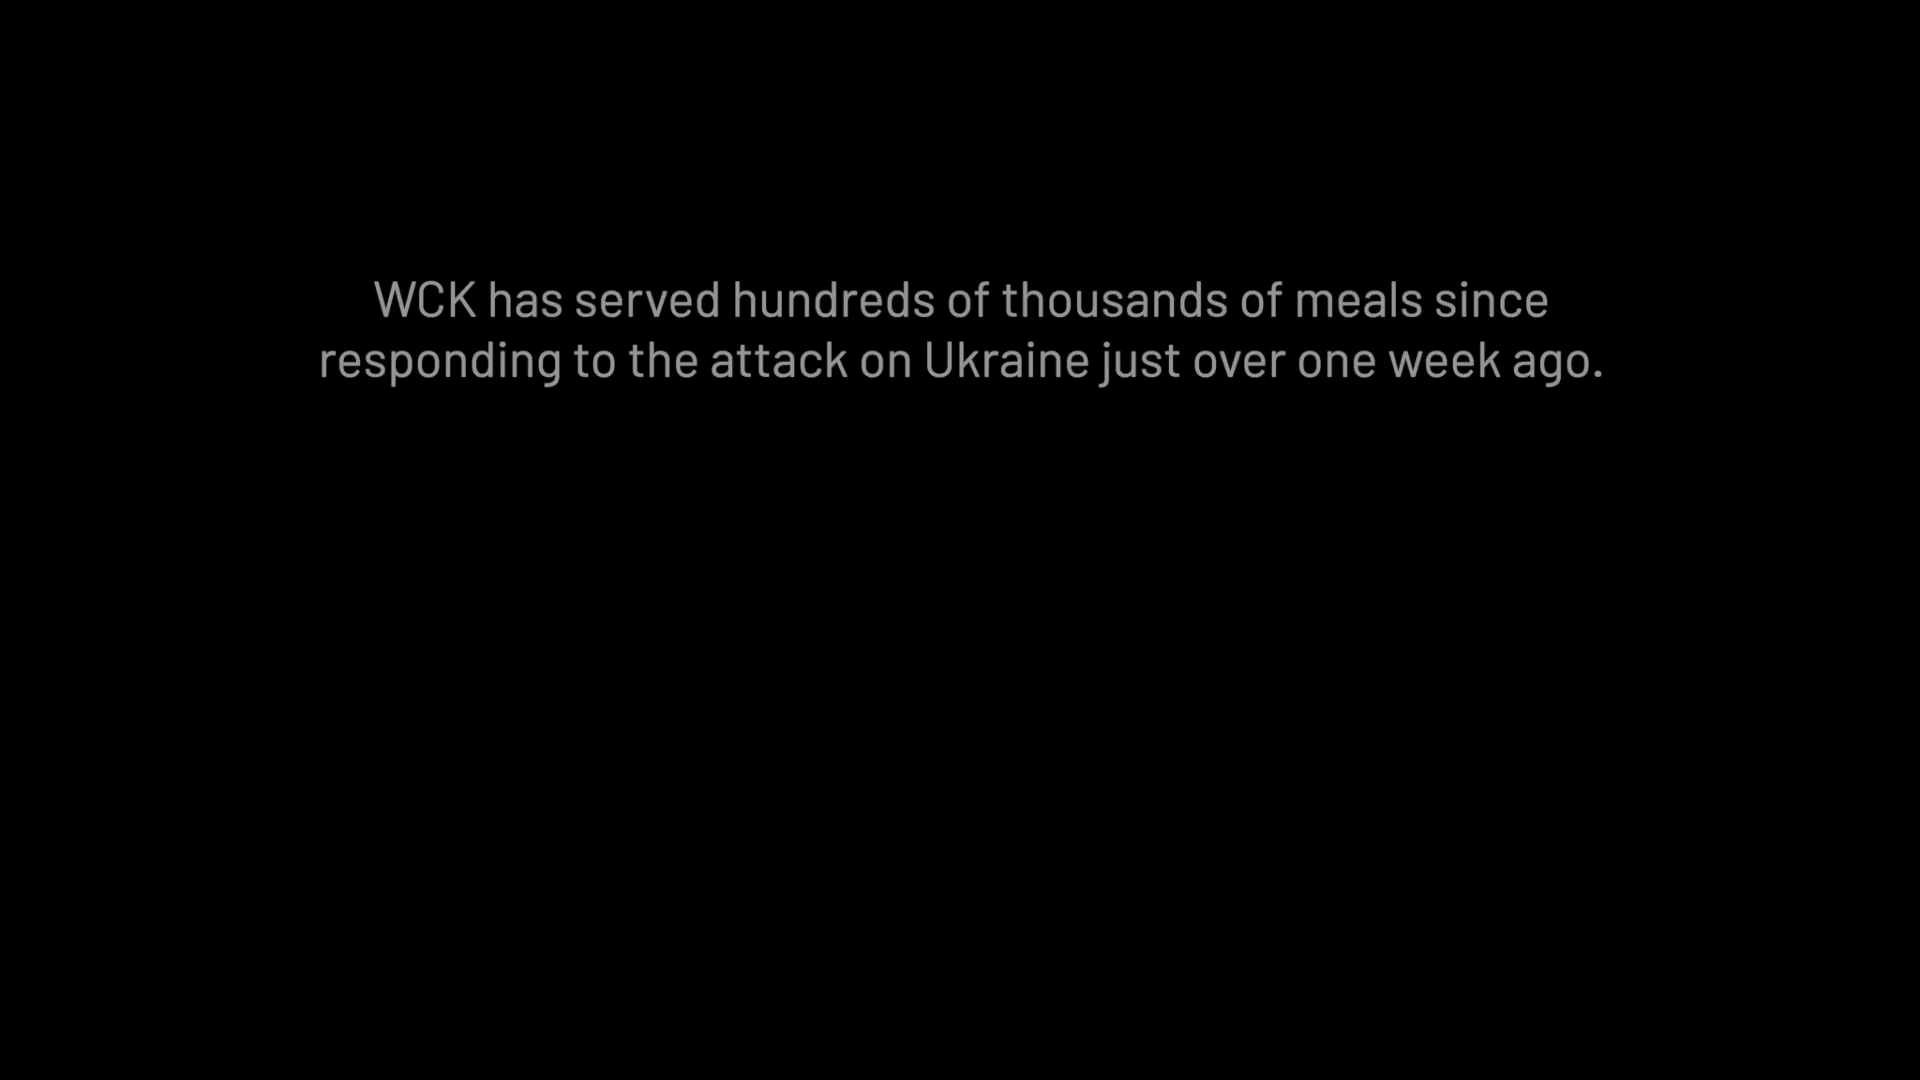 WCK has served hundreds of thousands of meals since
responding to the attack on Ukraine just over one week ago.